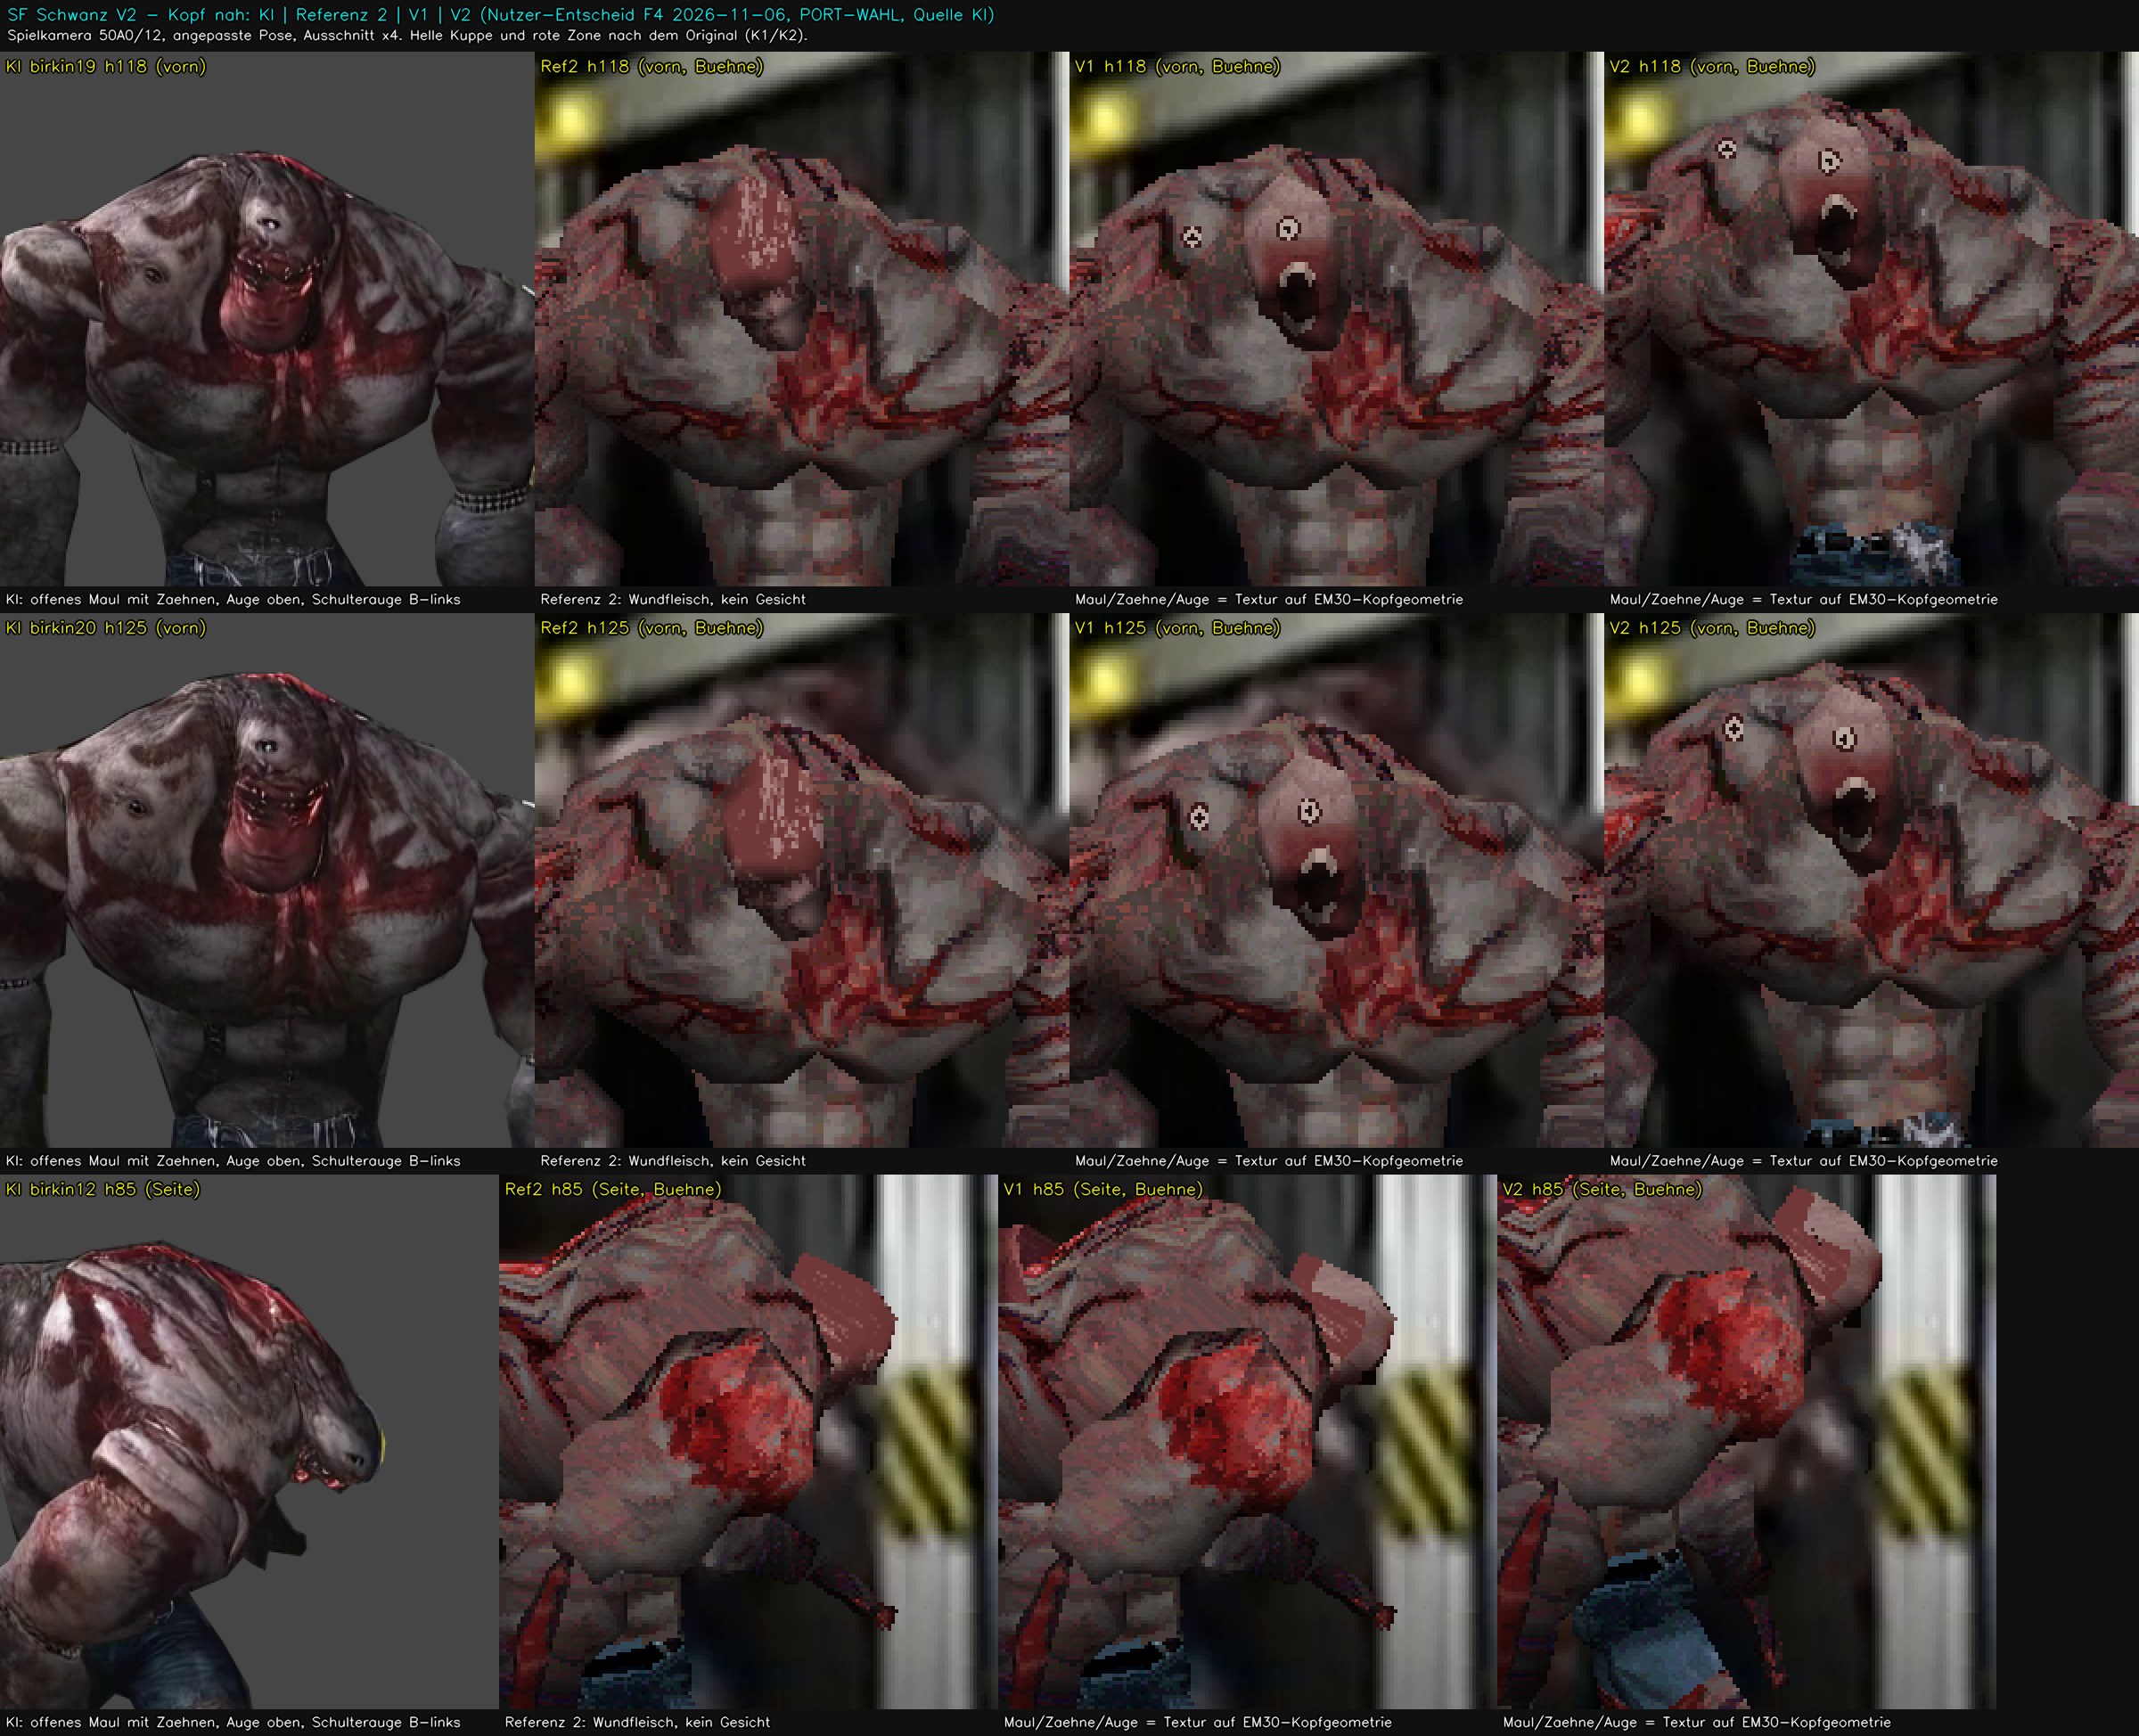 SF Schwanz V2 – Kopf nah: KI | Referenz 2 | V1 | V2 (Nutzer-Entscheid F4 2026-11-06, PORT-WAHL, Quelle KI)
Spielkamera 50A0/12, angepasste Pose, Ausschnitt x4. Helle Kuppe und rote Zone nach dem Original (K1/K2).
KI birkin19 h118 (vorn)
Ref2 h118 (vorn, Buehne)
V1 h118 (vorn, Buehne)
V2 h118 (vorn, Buehne)
KI: offenes Maul mit Zaehnen, Auge oben, Schulterauge B-links
Referenz 2: Wundfleisch, kein Gesicht
Maul/Zaehne/Auge = Textur auf EM30-Kopfgeometrie
Maul/Zaehne/Auge = Textur auf EM30-Kopfgeometrie
KI birkin20 h125 (vorn)
Ref2 h125 (vorn, Buehne)
V1 h125 (vorn, Buehne)
V2 h125 (vorn, Buehne)
KI: offenes Maul mit Zaehnen, Auge oben, Schulterauge B-links
Referenz 2: Wundfleisch, kein Gesicht
Maul/Zaehne/Auge = Textur auf EM30-Kopfgeometrie
Maul/Zaehne/Auge = Textur auf EM30-Kopfgeometrie
KI birkin12 h85 (Seite)
Ref2 h85 (Seite, Buehne)
V1 h85 (Seite, Buehne)
V2 h85 (Seite, Buehne)
KI: offenes Maul mit Zaehnen, Auge oben, Schulterauge B-links
Referenz 2: Wundfleisch, kein Gesicht
Maul/Zaehne/Auge = Textur auf EM30-Kopfgeometrie
Maul/Zaehne/Auge = Textur auf EM30-Kopfgeometrie